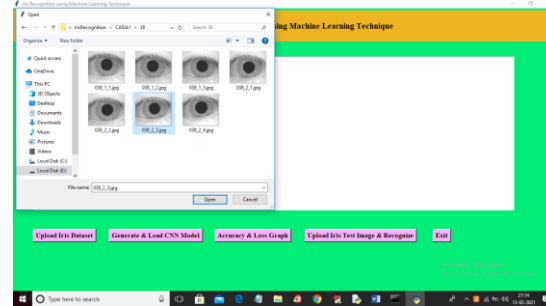 Iris Recognition using Machine Learning Technique
Open
IrisRecognition > CASIA1 > 38
Search 38
ing Machine Learning Technique
Organize New folder
Quick access
OneDrive
This PC
3D Objects
Desktop
Documents
Downloads
Music
Pictures
Videos
Local Disk (C:)
Local Disk (E:)
038_1_1.jpg 038_1_2.jpg 038_1_3.jpg 038_2_1.jpg
038_2_2.jpg 038_2_3.jpg 038_2_4.jpg
File name: 038_2_3.jpg
Open Cancel
Upload Iris Dataset Generate & Load CNN Model Accuracy & Loss Graph Upload Iris Test Image & Recognize Exit
Type here to search
21:14
13-02-2021